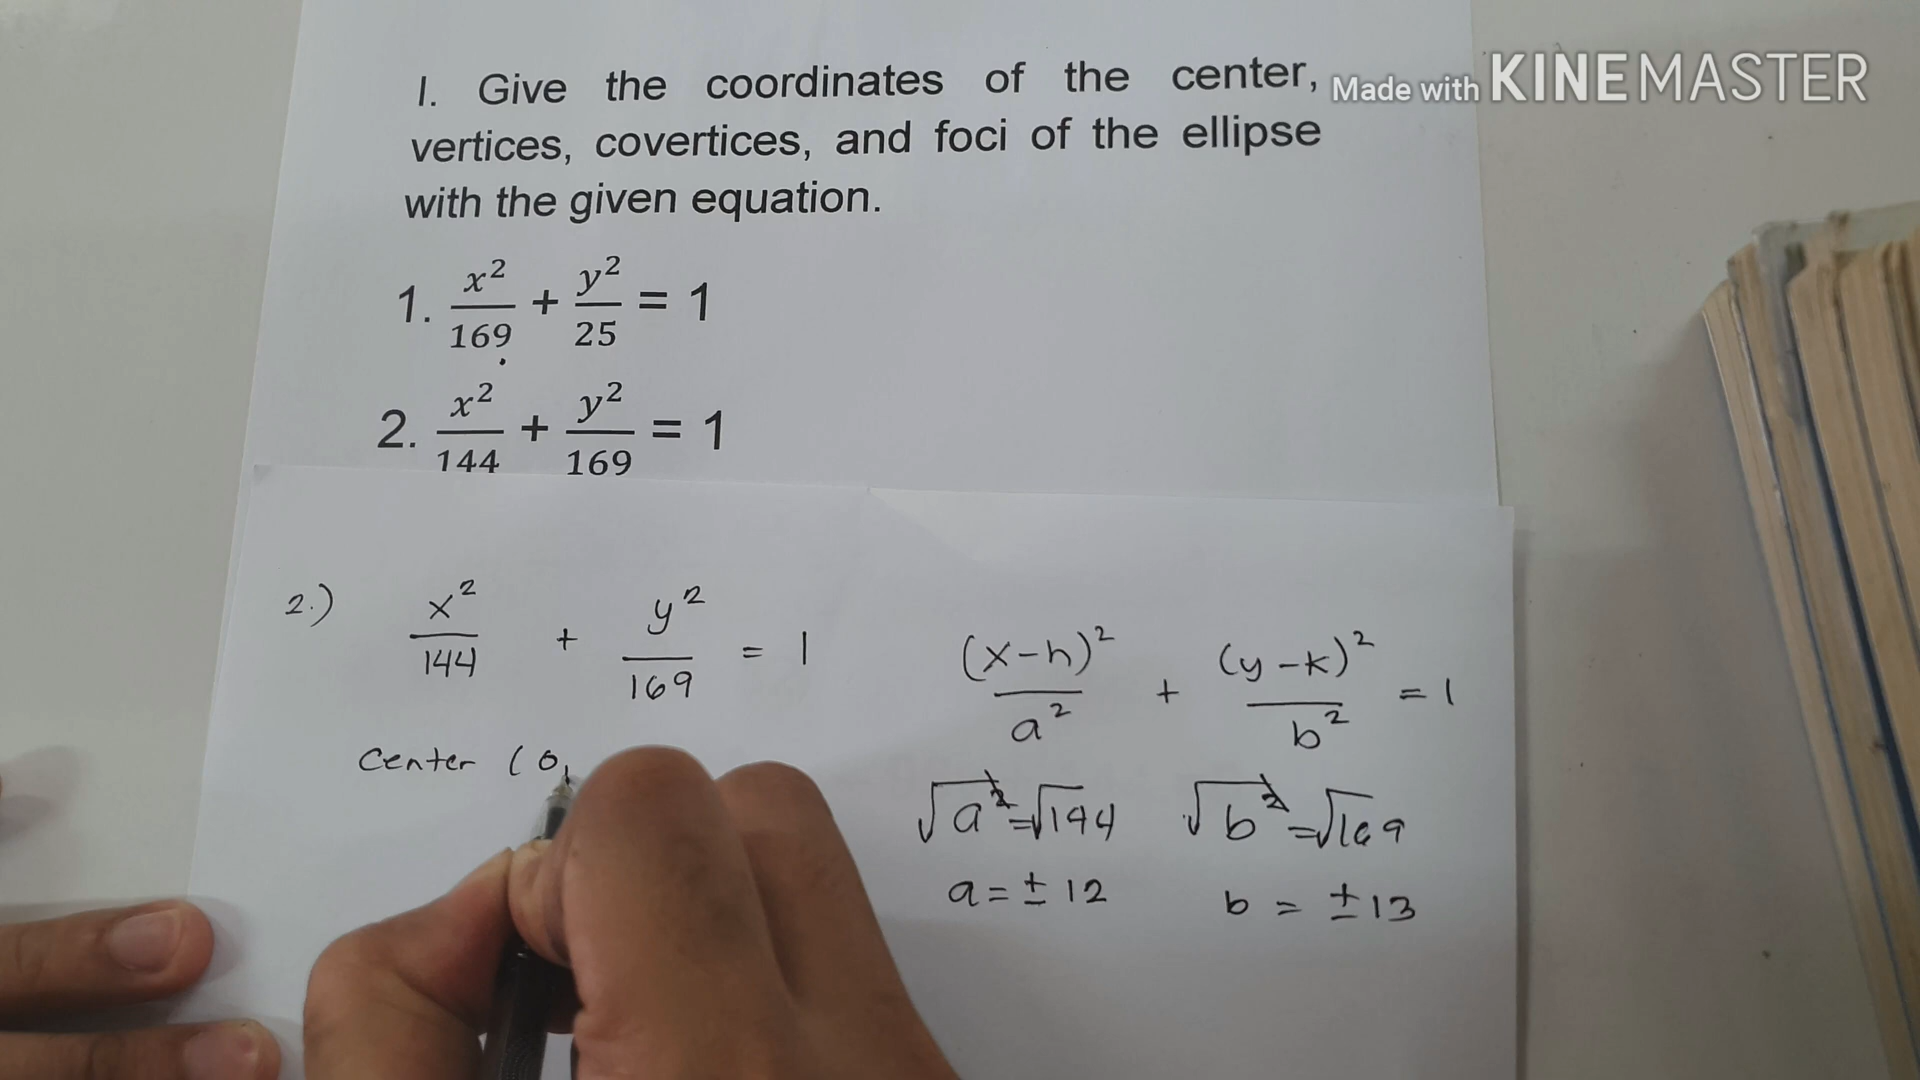 I. Give the coordinates of the center,
vertices, covertices, and foci of the ellipse
with the given equation.
Made with KINEMASTER
1. x²/169 + y²/25 = 1
2. x²/144 + y²/169 = 1
2.) x²/144 + y²/169 = 1
(x-h)²/a² + (y-k)²/b² = 1
Center (0,
√a² = √144 √b² = √169
a = ± 12 b = ± 13